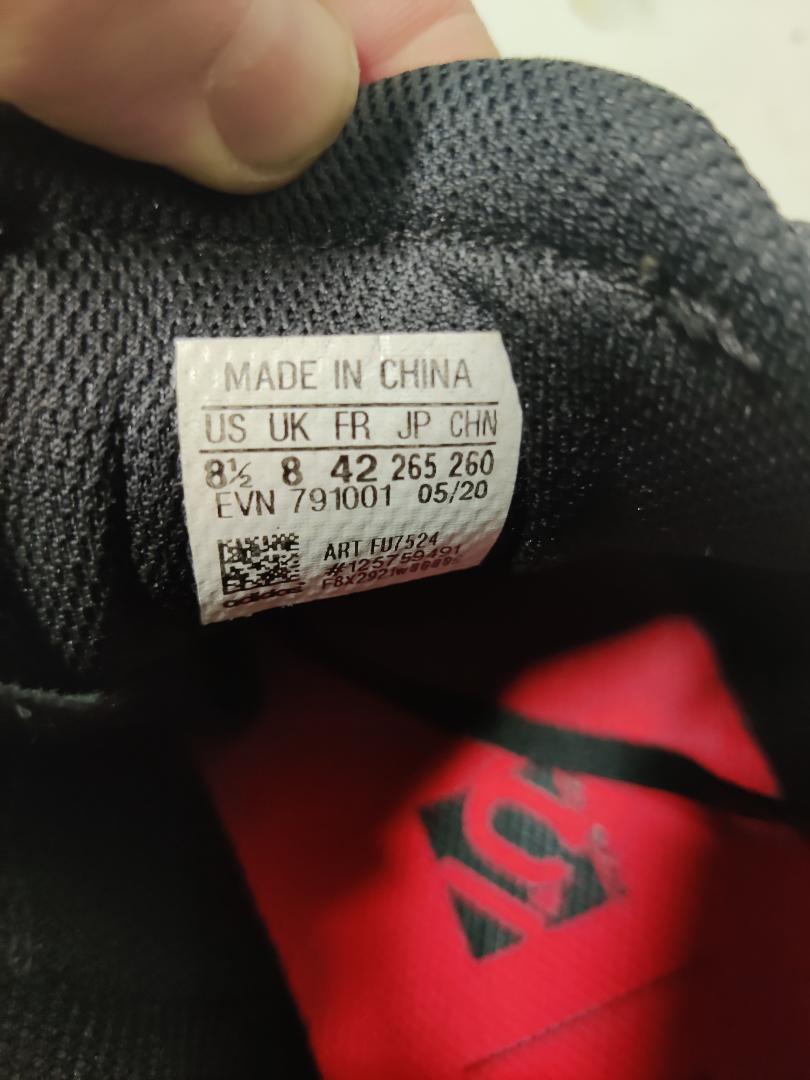 MADE IN CHINA
US UK FR JP CHN
8½ 8 42 265 260
EVN 791001 05/20
ART FU7524
#125759491
adidas